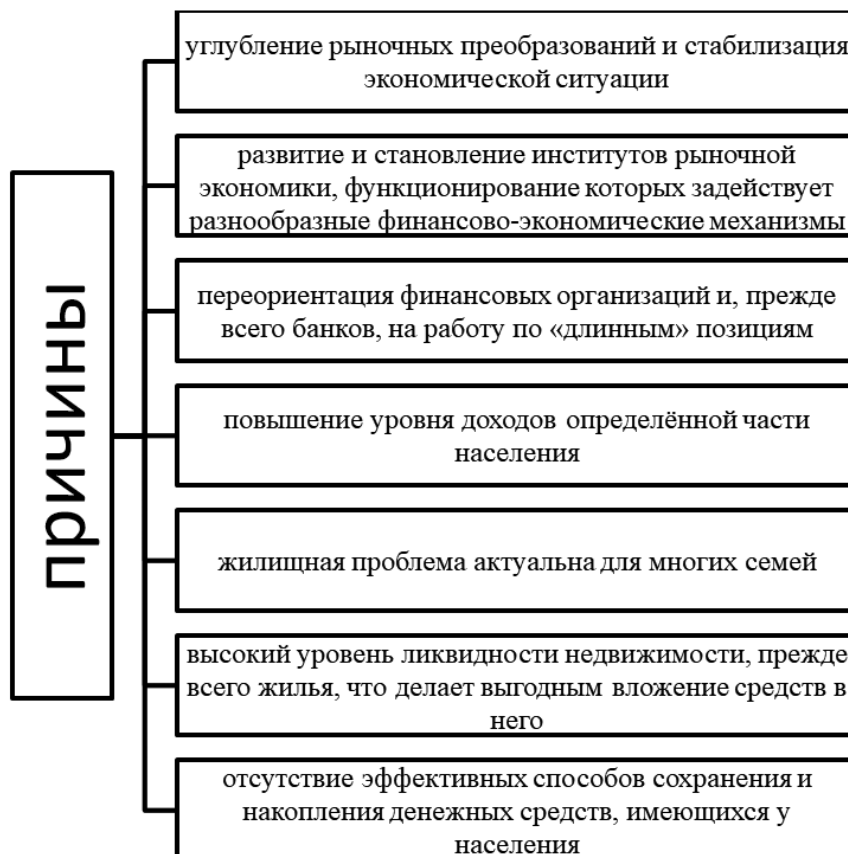 причины
углубление рыночных преобразований и стабилизация
экономической ситуации
развитие и становление институтов рыночной
экономики, функционирование которых задействует
разнообразные финансово-экономические механизмы
переориентация финансовых организаций и, прежде
всего банков, на работу по «длинным» позициям
повышение уровня доходов определённой части
населения
жилищная проблема актуальна для многих семей
высокий уровень ликвидности недвижимости, прежде
всего жилья, что делает выгодным вложение средств в
него
отсутствие эффективных способов сохранения и
накопления денежных средств, имеющихся у
населения